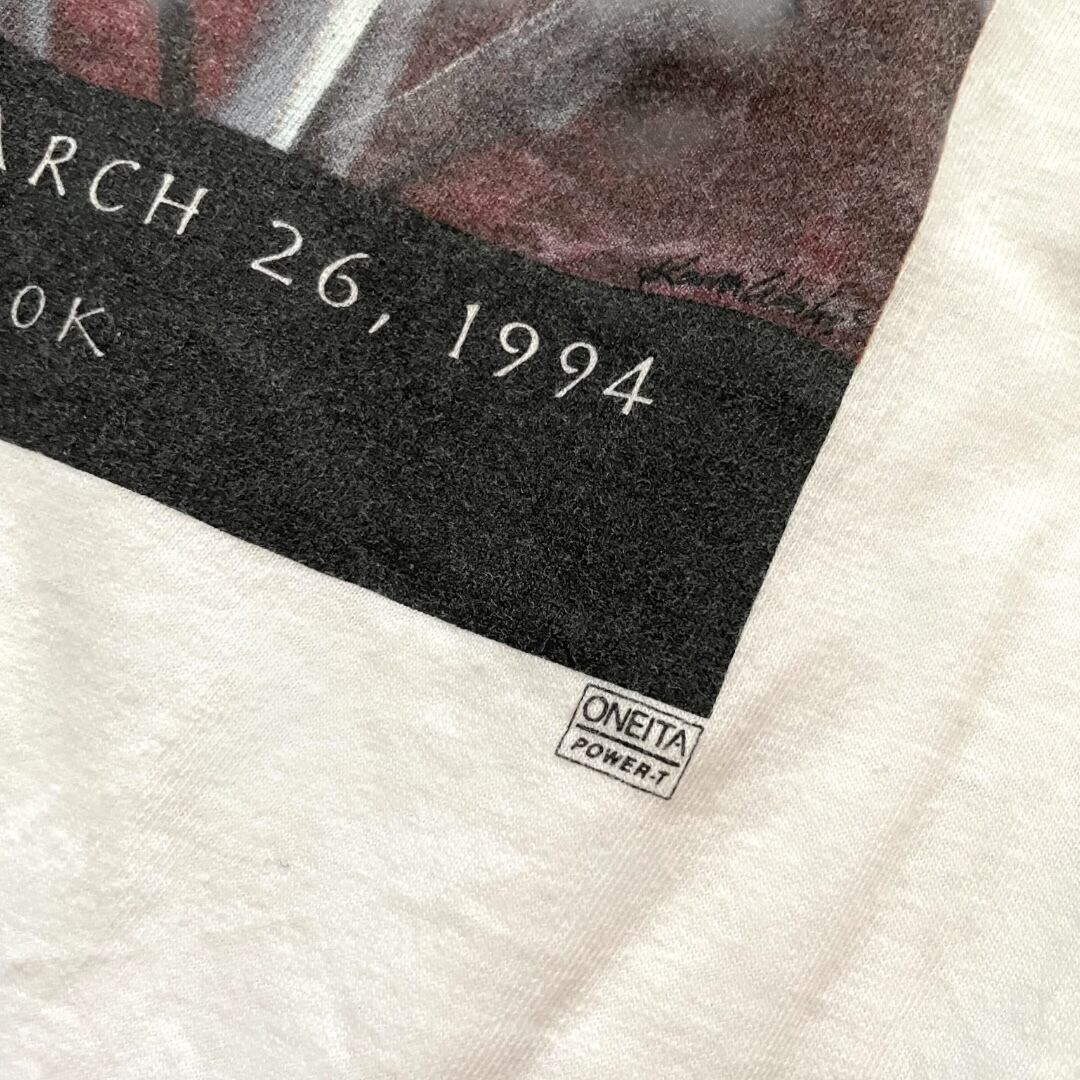 ARCH 26, 1994
0K
ONEITA
POWER-T